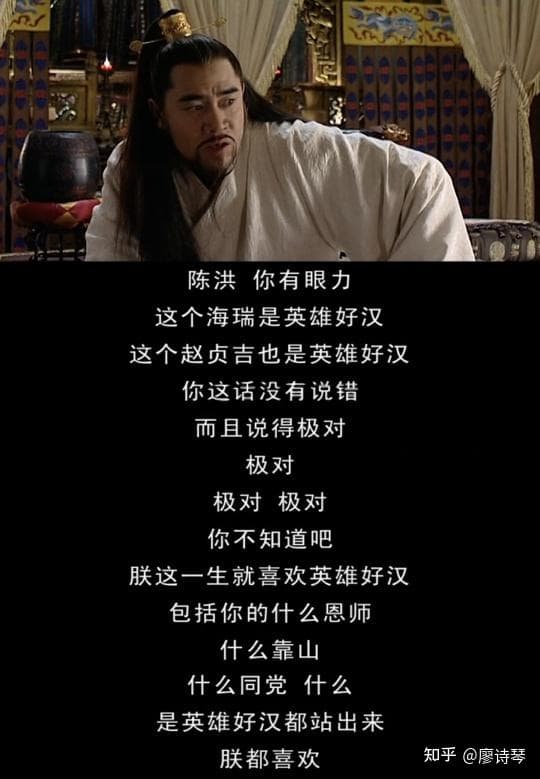 陈洪 你有眼力
这个海瑞是英雄好汉
这个赵贞吉也是英雄好汉
你这话没有说错
而且说得极对
极对
极对 极对
你不知道吧
朕这一生就喜欢英雄好汉
包括你的什么恩师
什么靠山
什么同党 什么
是英雄好汉都站出来
朕都喜欢
知乎 @廖诗琴